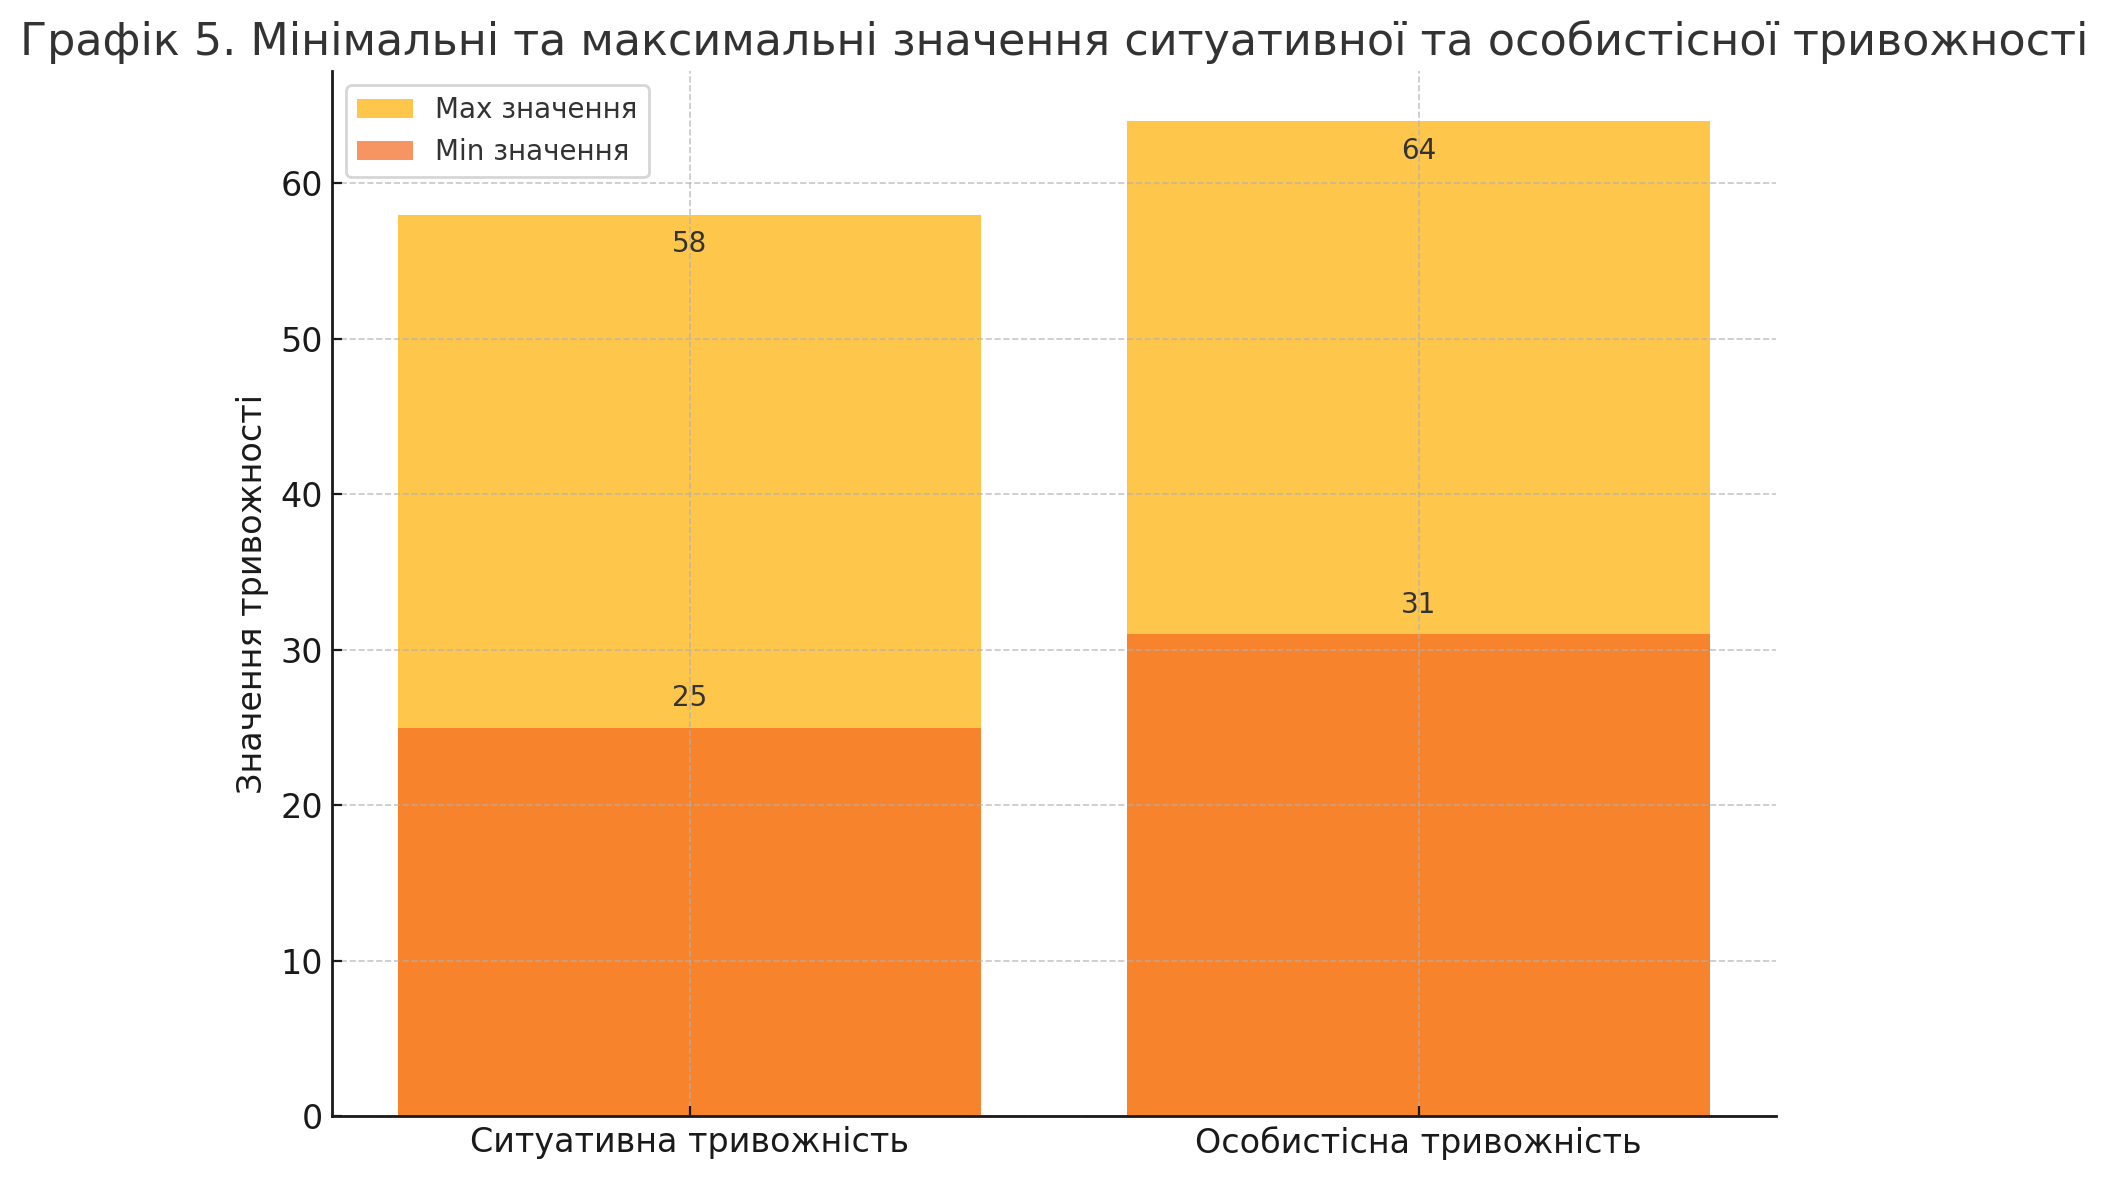 Графік 5. Мінімальні та максимальні значення ситуативної та особистісної тривожності
Max значення
Min значення
Значення тривожності
60
50
40
30
20
10
0
58
25
64
31
Ситуативна тривожність
Особистісна тривожність